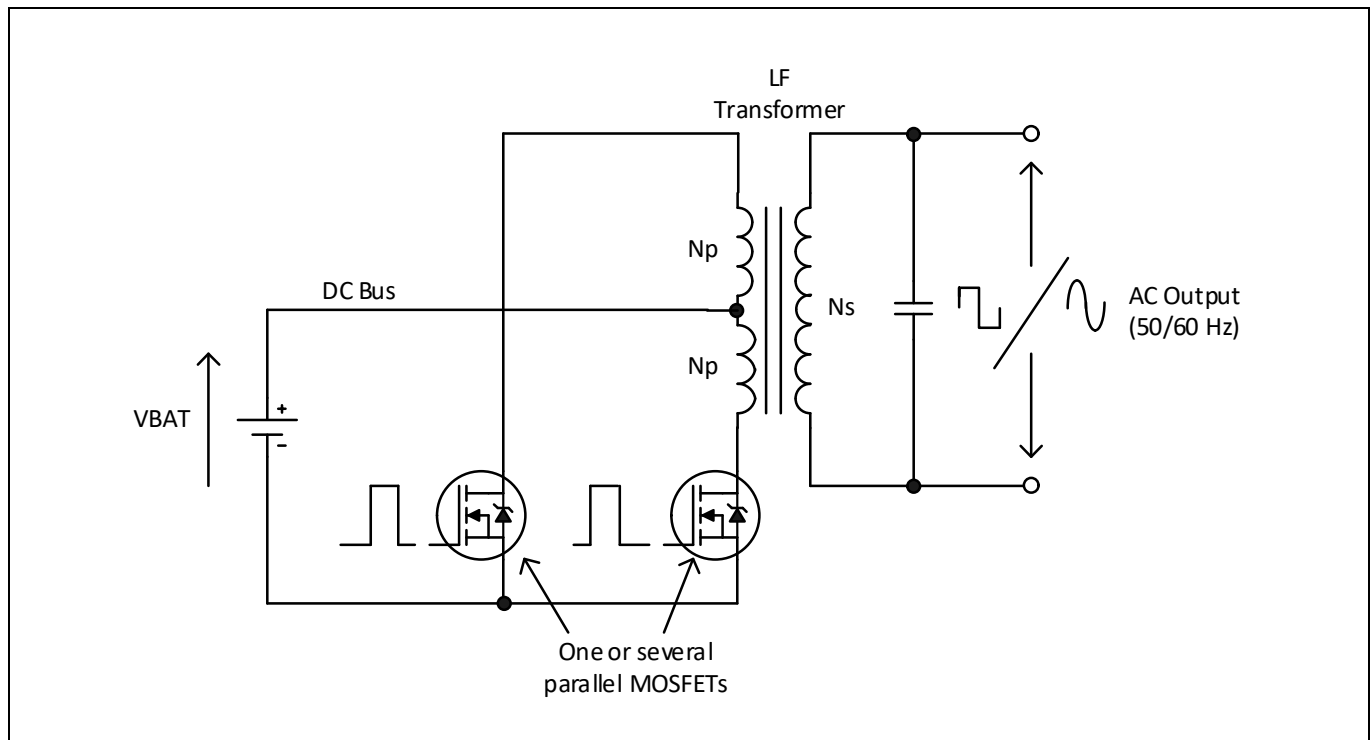 LF
Transformer
Np
DC Bus
Ns
AC Output
(50/60 Hz)
Np
VBAT
+
-
One or several
parallel MOSFETs